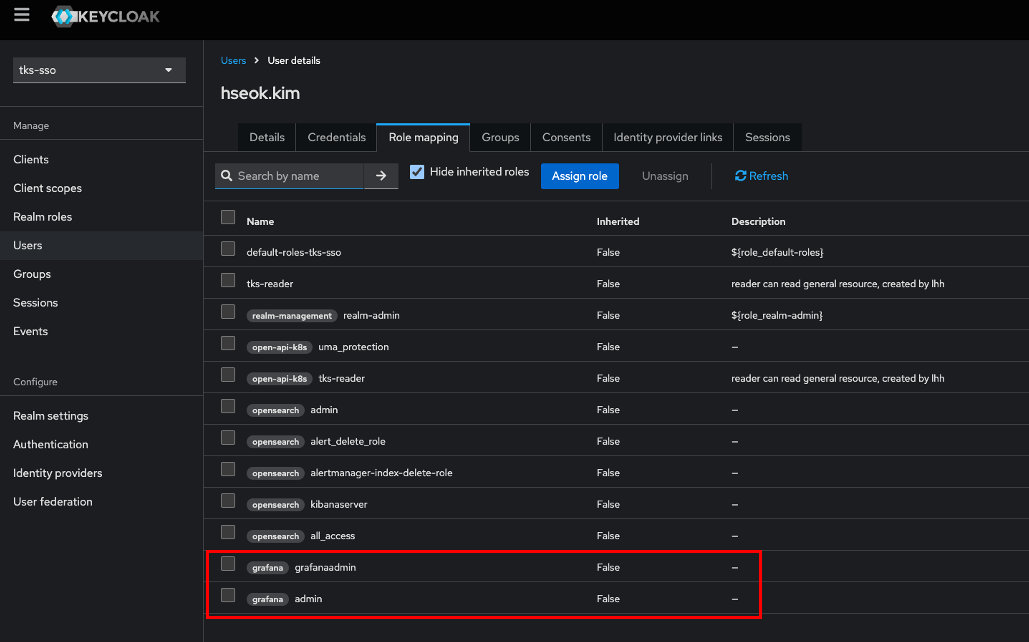 KEYCLOAK
tks-sso
Manage
Clients
Client scopes
Realm roles
Users
Groups
Sessions
Events
Configure
Realm settings
Authentication
Identity providers
User federation
Users > User details
hseok.kim
Details Credentials Role mapping Groups Consents Identity provider links Sessions
Search by name Hide inherited roles Assign role Unassign Refresh
Name Inherited Description
default-roles-tks-sso False ${role_default-roles}
tks-reader False reader can read general resource, created by lhh
realm-management realm-admin False ${role_realm-admin}
open-api-k8s uma_protection False –
open-api-k8s tks-reader False reader can read general resource, created by lhh
opensearch admin False –
opensearch alert_delete_role False –
opensearch alertmanager-index-delete-role False –
opensearch kibanaserver False –
opensearch all_access False –
grafana grafanaadmin False –
grafana admin False –